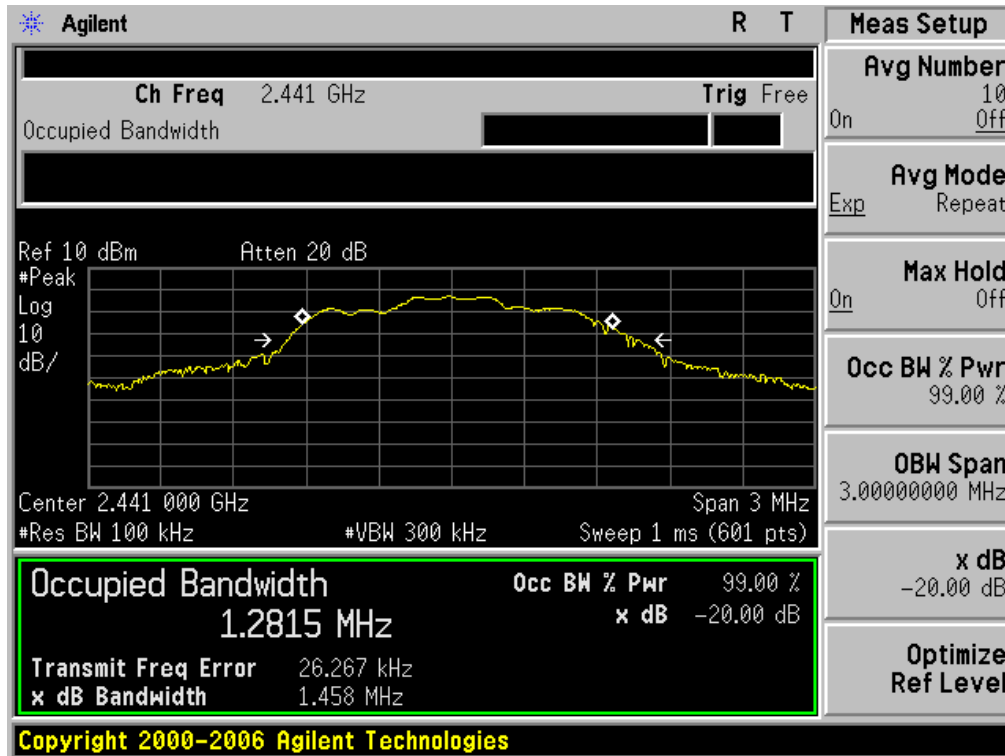 Agilent R T
Ch Freq 2.441 GHz Trig Free
Occupied Bandwidth
Ref 10 dBm Atten 20 dB
#Peak
Log
10
dB/
Center 2.441 000 GHz Span 3 MHz
#Res BW 100 kHz #VBW 300 kHz Sweep 1 ms (601 pts)
Occupied Bandwidth Occ BW % Pwr 99.00 %
1.2815 MHz x dB -20.00 dB
Transmit Freq Error 26.267 kHz
x dB Bandwidth 1.458 MHz
Meas Setup
Avg Number
10
On Off
Avg Mode
Exp Repeat
Max Hold
On Off
Occ BW % Pwr
99.00 %
OBW Span
3.00000000 MHz
x dB
-20.00 dB
Optimize
Ref Level
Copyright 2000-2006 Agilent Technologies